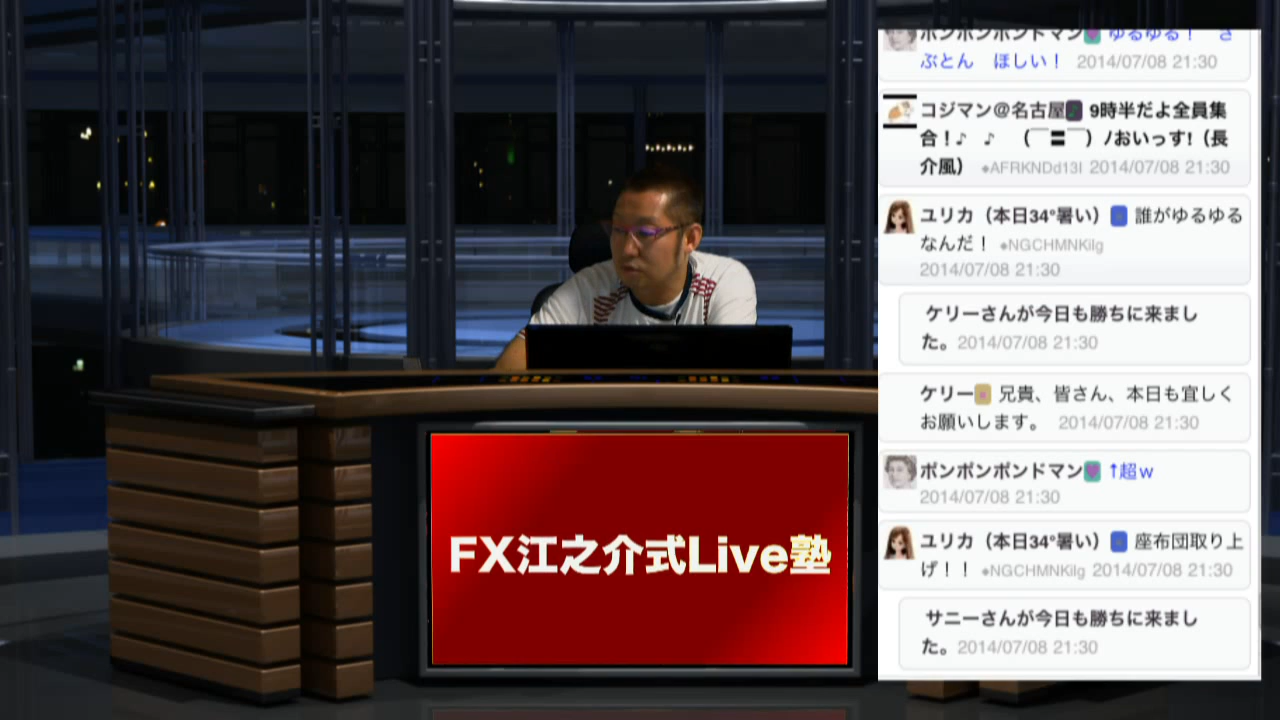 FX江之介式Live塾
ポンポンポンドマン ゆるゆる！ ざ
ぶとん ほしい！ 2014/07/08 21:30
コジマン＠名古屋 9時半だよ全員集
合！♪ ♪ (￣〓￣)ﾉおいっす!（長
介風） ◆AFRKNDd13I 2014/07/08 21:30
ユリカ（本日34°暑い） 誰がゆるゆる
なんだ！ ◆NGCHMNKiIg
2014/07/08 21:30
ケリーさんが今日も勝ちに来まし
た。2014/07/08 21:30
ケリー 兄貴、皆さん、本日も宜しく
お願いします。 2014/07/08 21:30
ポンポンポンドマン ↑超w
2014/07/08 21:30
ユリカ（本日34°暑い） 座布団取り上
げ！！ ◆NGCHMNKiIg 2014/07/08 21:30
サニーさんが今日も勝ちに来まし
た。2014/07/08 21:30